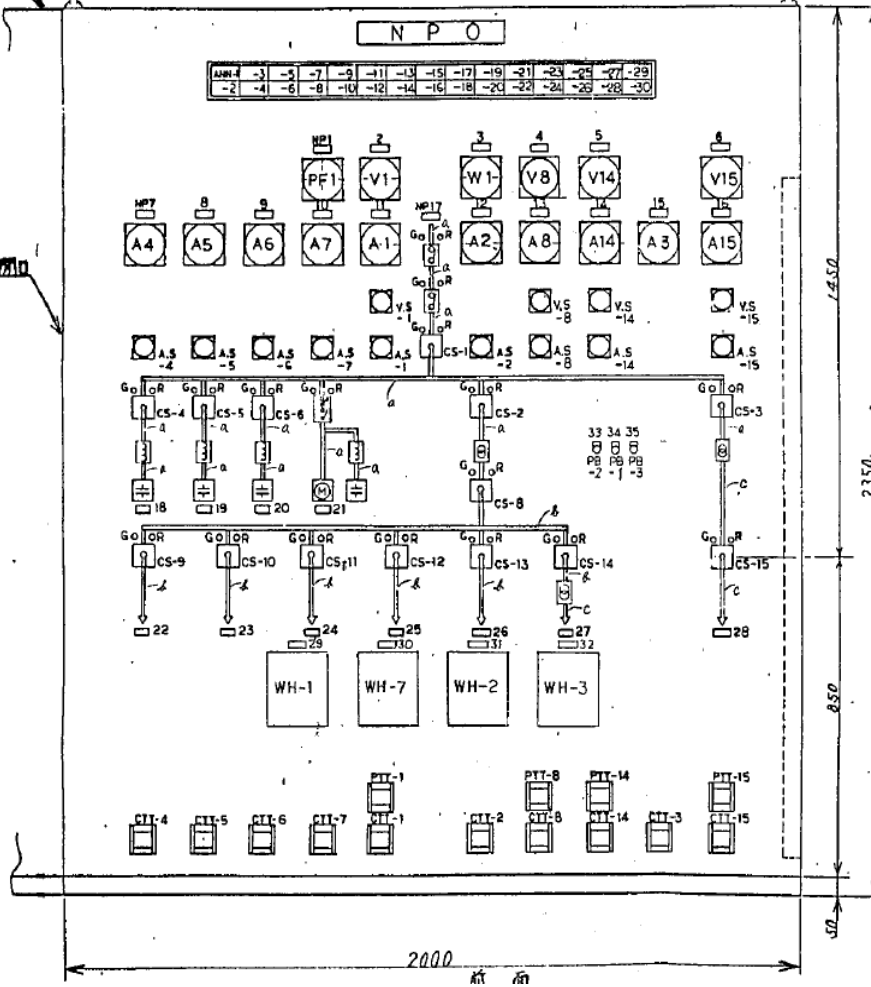 N P O
ANN-1 -3 -5 -7 -9 -11 -13 -15 -17 -19 -21 -23 -25 -27 -29
-2 -4 -6 -8 -10 -12 -14 -16 -18 -20 -22 -24 -26 -28 -30
NP1 2 3 4 5 6
PF1 V1 W1 V8 V14 V15
NP7 8 9 10 11 NP17 12 13 14 15 16
A4 A5 A6 A7 A1 A2 A8 A14 A3 A15
G R a
a
G R
V.S -1 V.S -8 V.S -14 V.S -15
a
G R
A.S -4 A.S -5 A.S -6 A.S -7 A.S -1 CS-1 A.S -2 A.S -8 A.S -14 A.S -15
a
G R G R G R G R G R G R
CS-4 CS-5 CS-6 CS-2 CS-3
a a a a a
33 34 35
PB PB PB
-2 -1 -3
a a a a a
G R
M
c
18 19 20 21 CS-8
b
G R G R G R G R G R G R G R
CS-9 CS-10 CS-11 CS-12 CS-13 CS-14 CS-15
b b b b b b
c c
22 23 24 25 26 27 28
29 30 31 32
WH-1 WH-7 WH-2 WH-3
PTT-1 PTT-8 PTT-14 PTT-15
CTT-4 CTT-5 CTT-6 CTT-7 CTT-1 CTT-2 CTT-8 CTT-14 CTT-3 CTT-15
1450
2350
850
50
2000
前 面